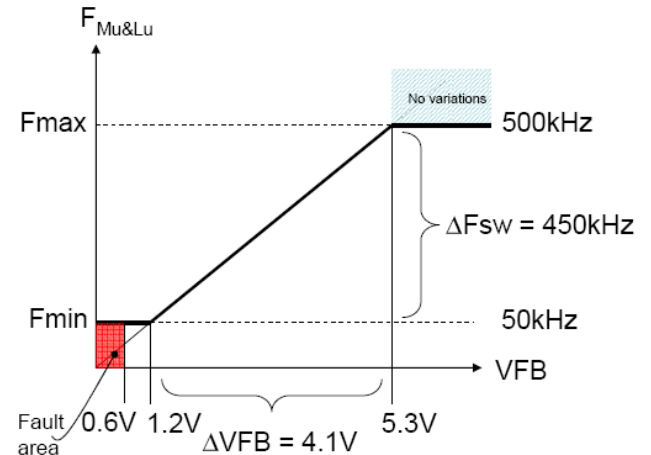 F Mu&Lu
No variations
Fmax
500kHz
ΔFsw = 450kHz
Fmin
50kHz
VFB
Fault area
0.6V
1.2V
5.3V
ΔVFB = 4.1V